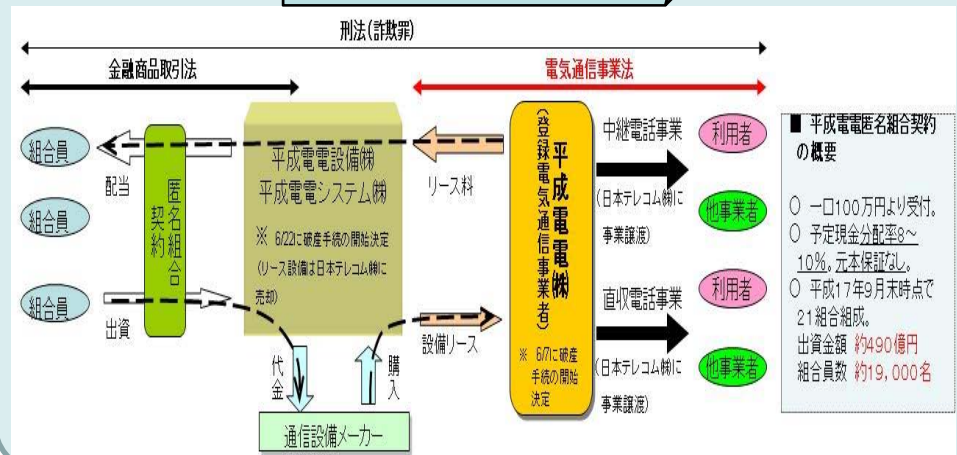 刑法(詐欺罪)
金融商品取引法
電気通信事業法
組合員
組合員
組合員
配当
出資
匿名組合
契約
平成電電設備㈱
平成電電システム㈱
※ 6/22に破産手続の開始決定
(リース設備は日本テレコム㈱に
売却)
代金
購入
通信設備メーカー
リース料
設備リース
平成電電㈱
(登録電気通信事業者)
※ 6/7に破産
手続の開始
決定
中継電話事業
(日本テレコム㈱に
事業譲渡)
直収電話事業
(日本テレコム㈱に
事業譲渡)
利用者
他事業者
利用者
他事業者
■ 平成電電匿名組合契約
の概要
○ 一口100万円より受付。
○ 予定現金分配率8～
10%。元本保証なし。
○ 平成17年9月末時点で
21組合組成。
出資金額 約490億円
組合員数 約19,000名